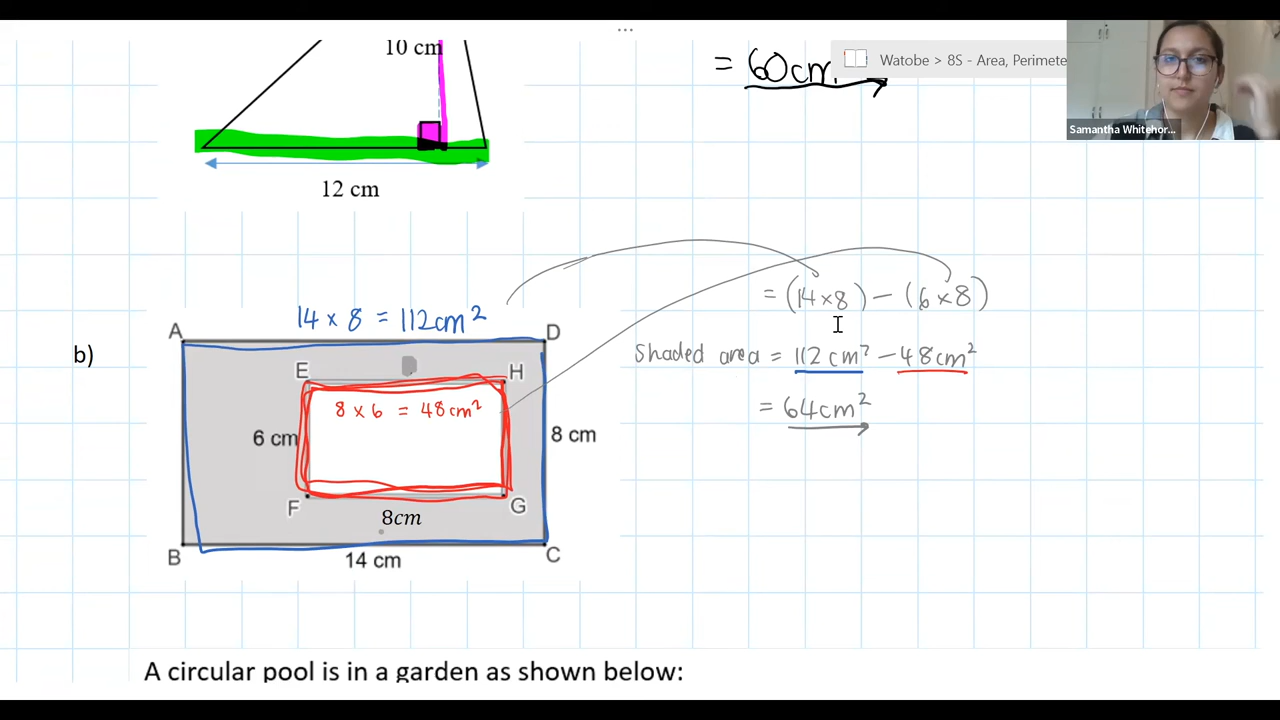 10 cm
= 60cm
Watobe > 8S - Area, Perimete
Samantha Whitehor...
12 cm
= (14 × 8) − (6 × 8)
14 × 8 = 112cm²
A
D
b)
Shaded area = 112 cm² − 48cm²
E
H
8 × 6 = 48cm²
= 64cm²
6 cm
8 cm
F
G
8cm
B
14 cm
C
A circular pool is in a garden as shown below: